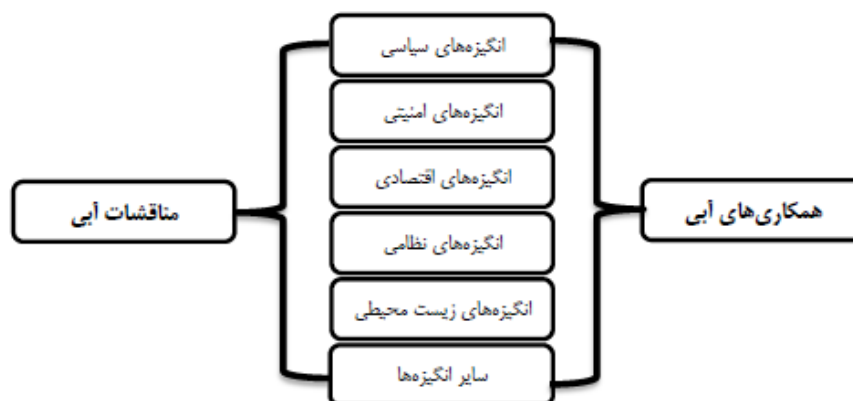 انگیزه‌های سیاسی
انگیزه‌های امنیتی
انگیزه‌های اقتصادی
همکاری‌های آبی
مناقشات آبی
انگیزه‌های نظامی
انگیزه‌های زیست محیطی
سایر انگیزه‌ها